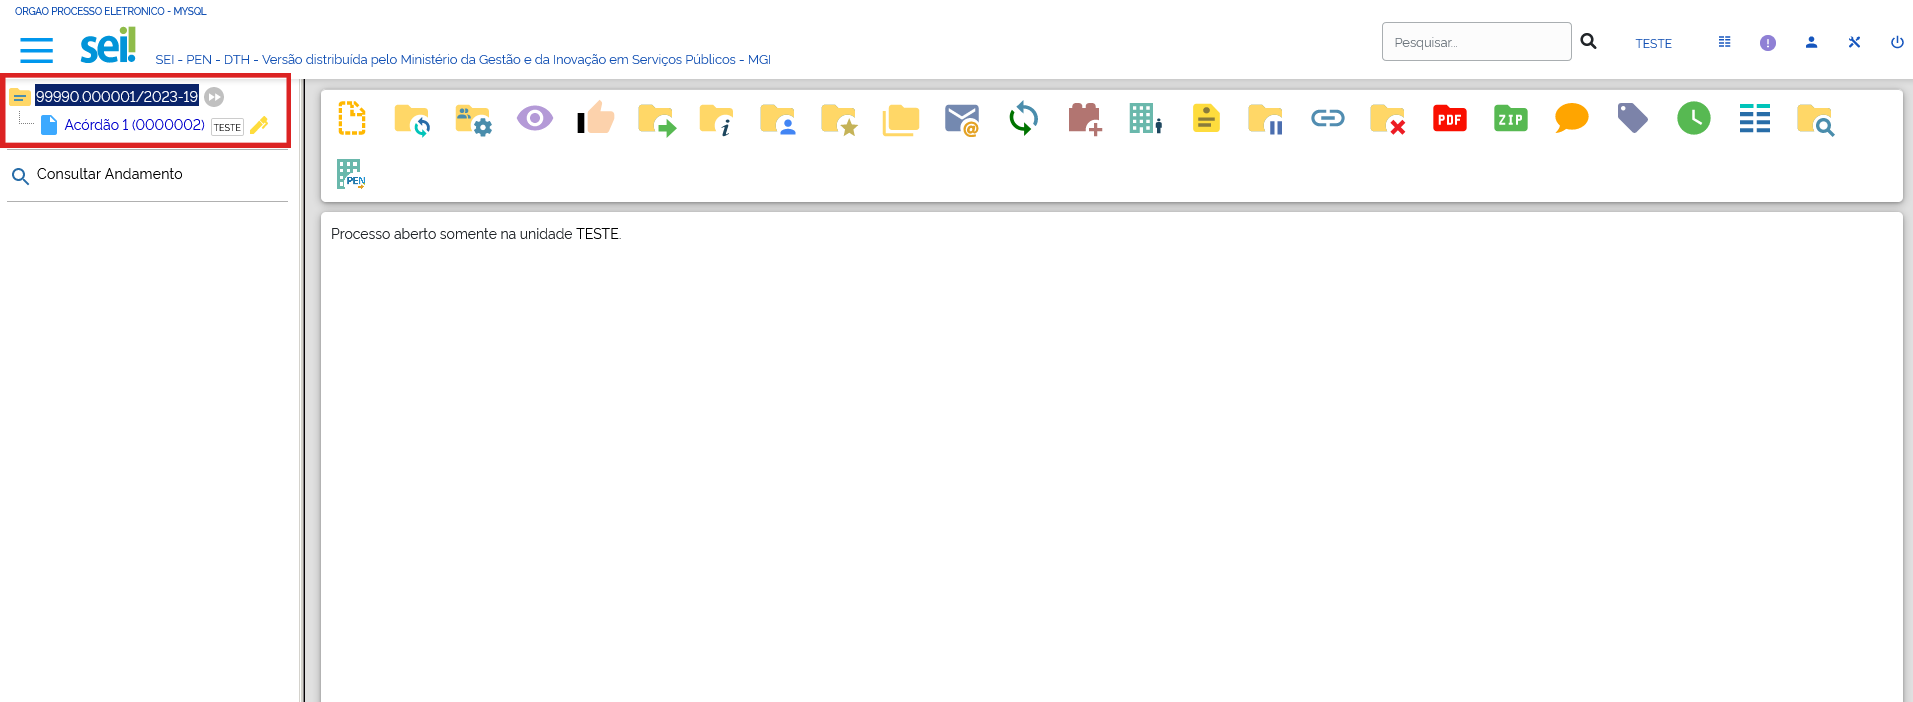 ORGAO PROCESSO ELETRONICO - MYSQL
sei!
SEI - PEN - DTH - Versão distribuída pelo Ministério da Gestão e da Inovação em Serviços Públicos - MGI
Pesquisar...
TESTE
99990.000001/2023-19
Acórdão 1 (0000002) TESTE
Consultar Andamento
i
@
PDF
ZIP
PEN
Processo aberto somente na unidade TESTE.